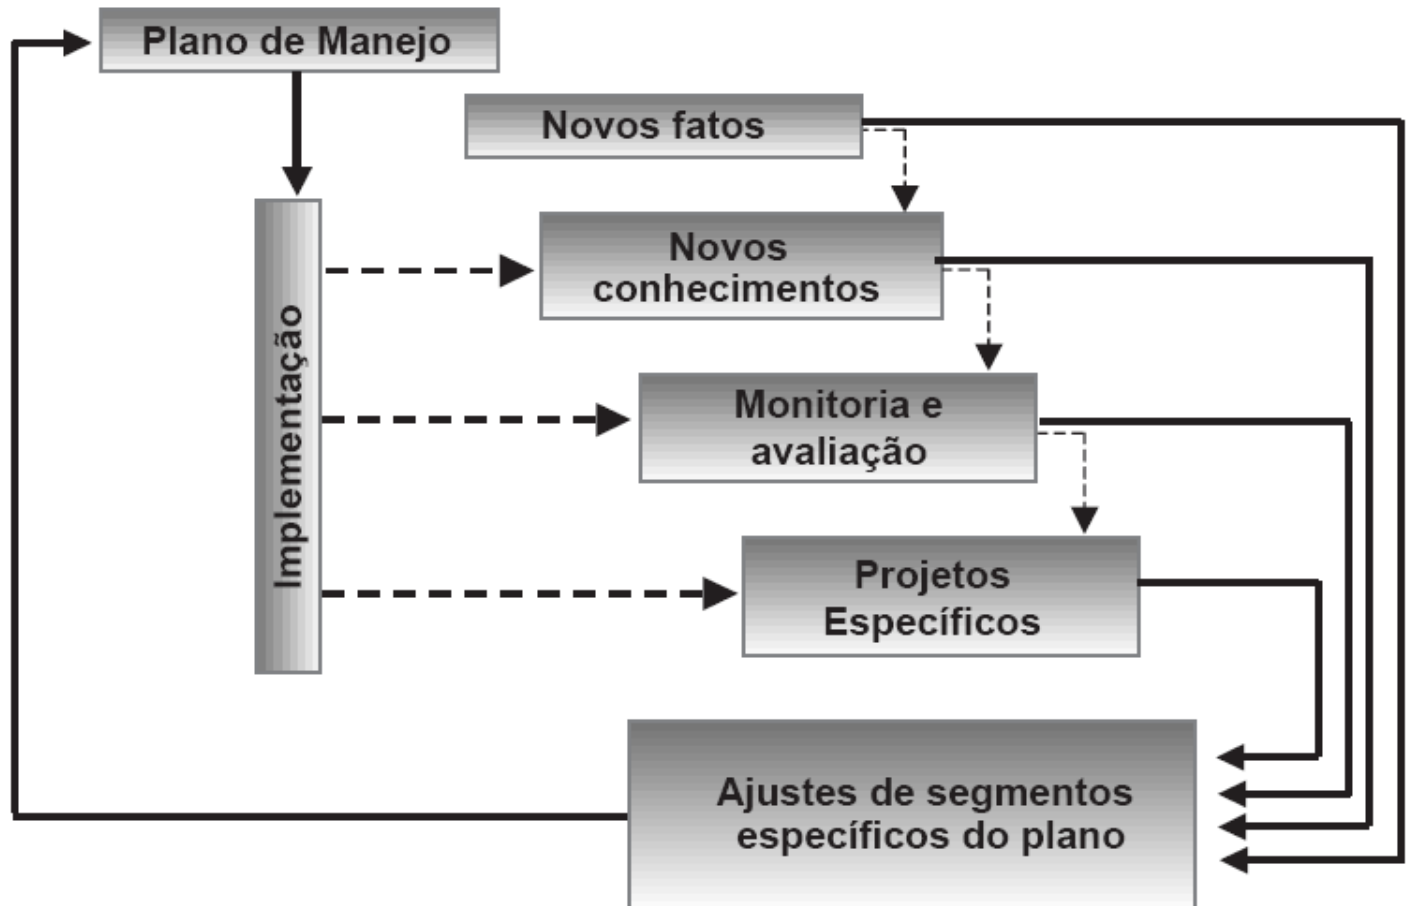 Plano de Manejo
Novos fatos
Novos
conhecimentos
Implementação
Monitoria e
avaliação
Projetos
Específicos
Ajustes de segmentos
específicos do plano